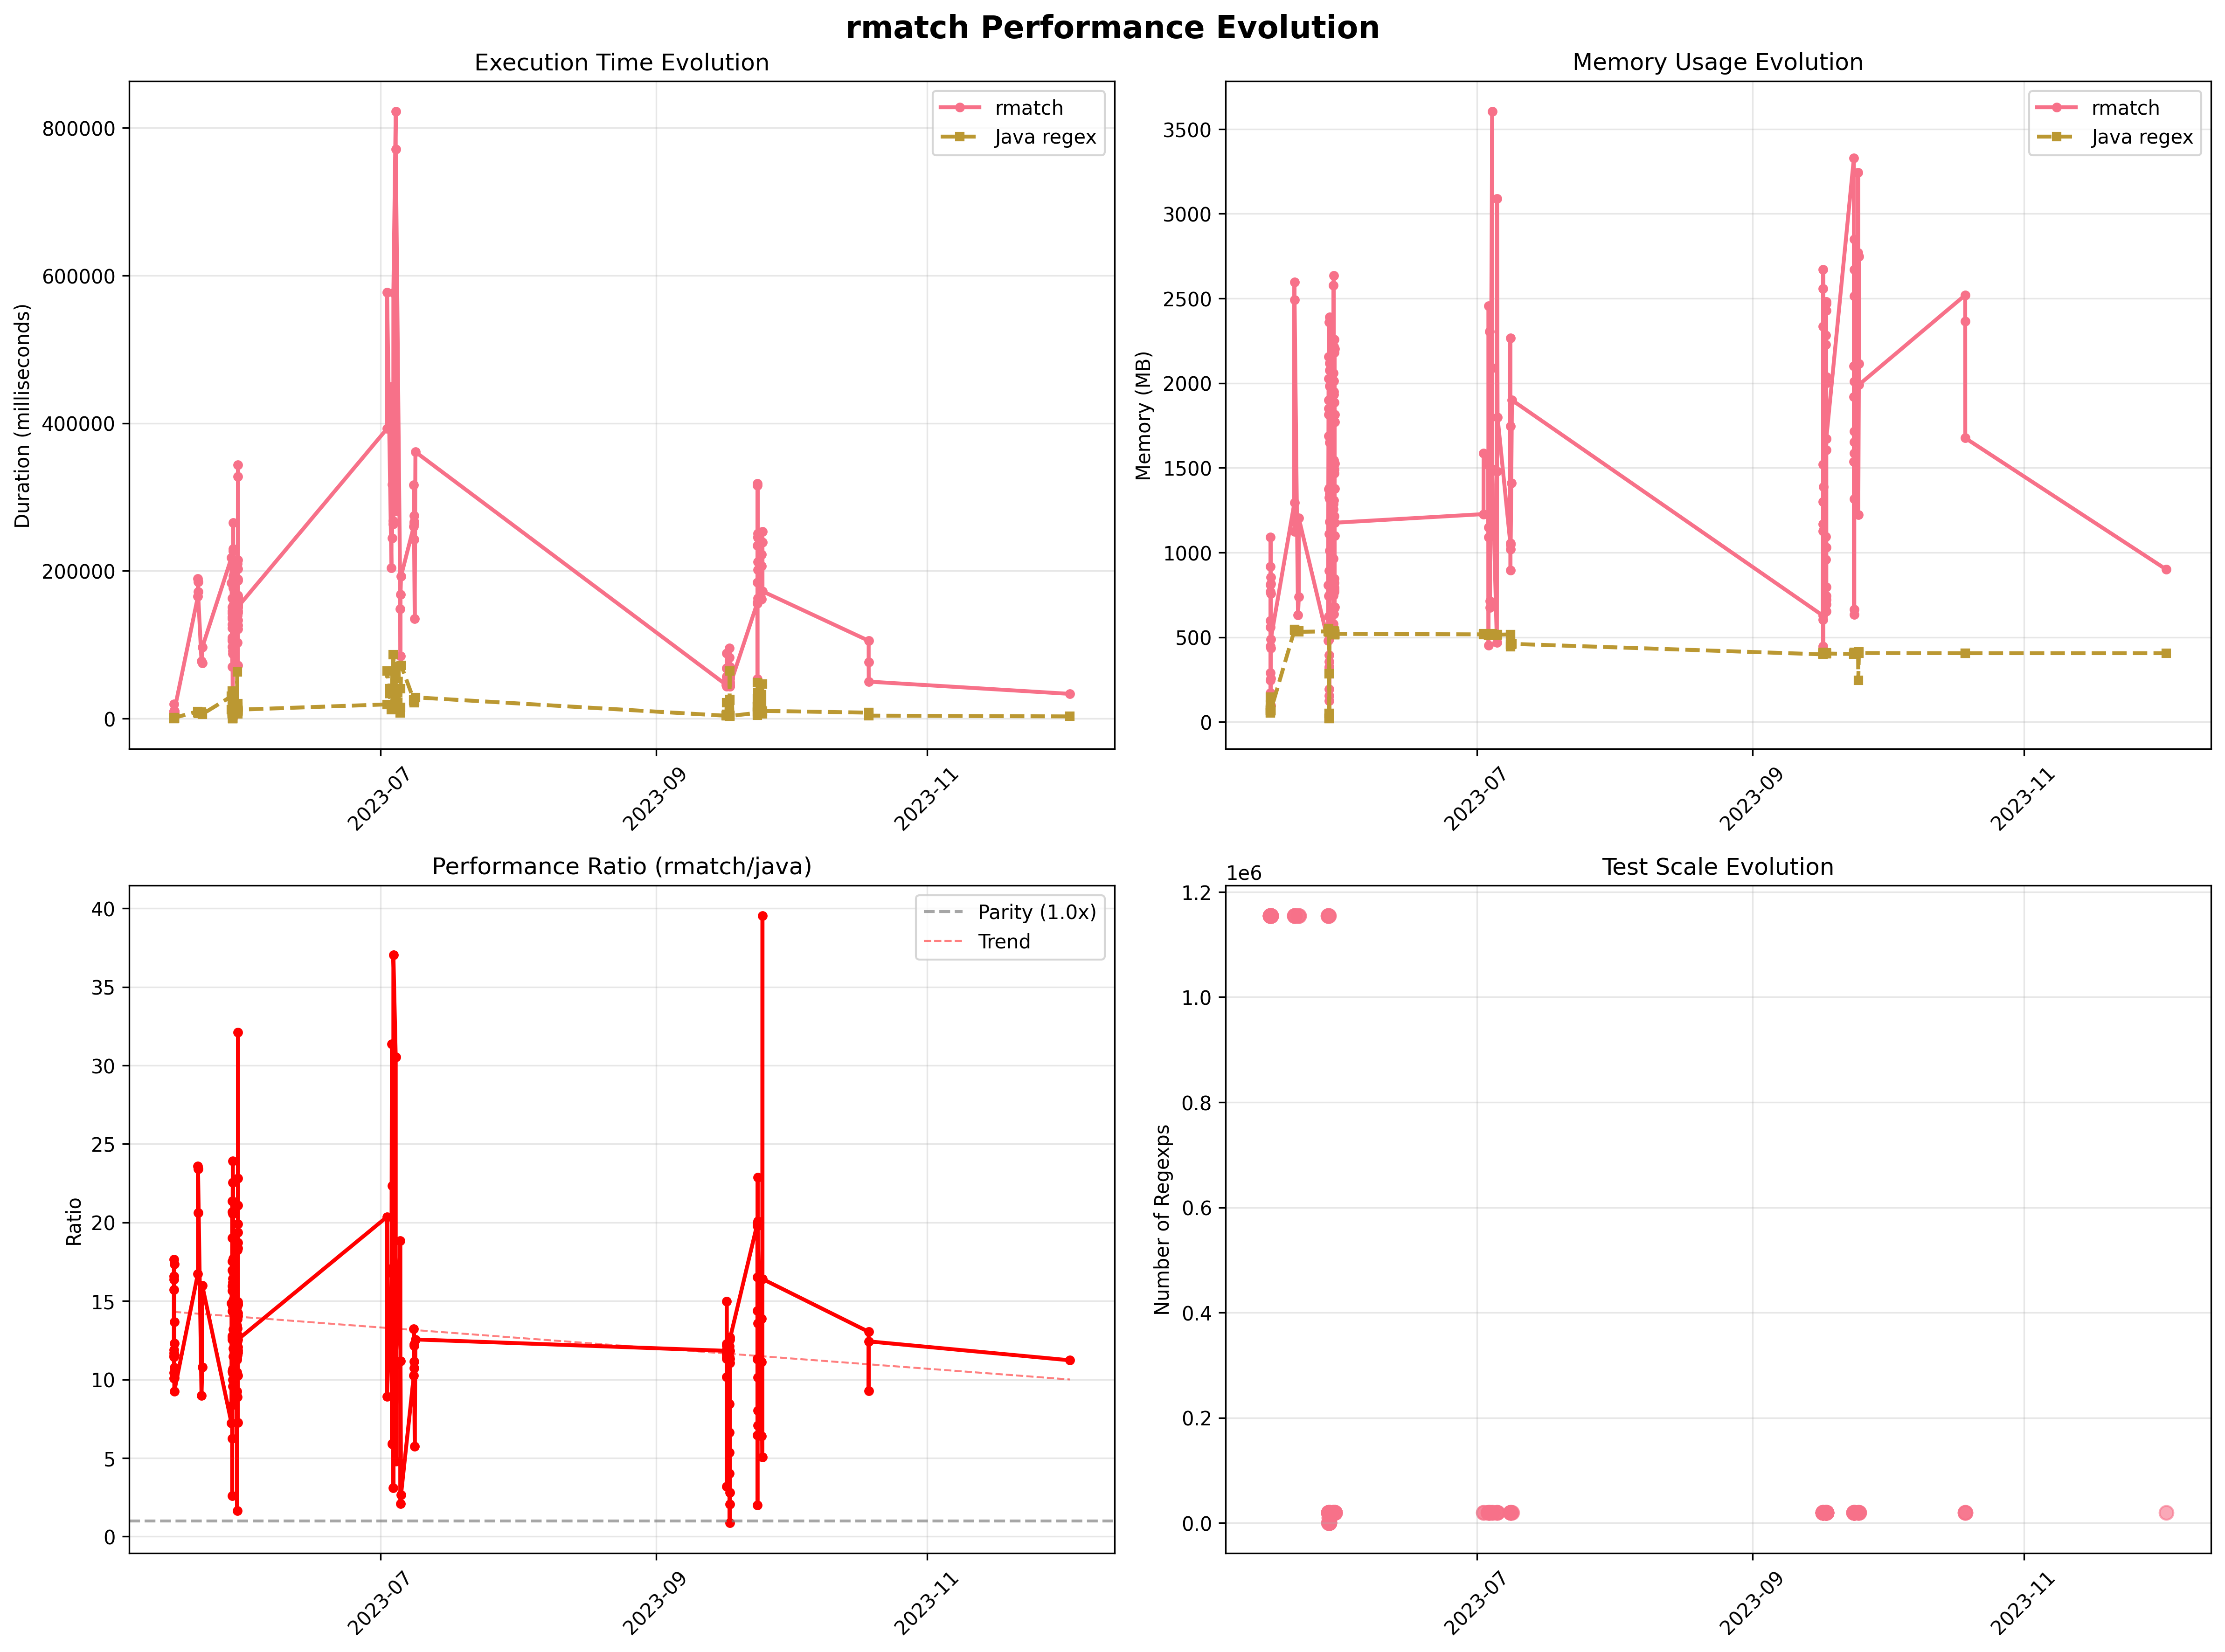 rmatch Performance Evolution
Execution Time Evolution
Duration (milliseconds)
800000
600000
400000
200000
0
rmatch
Java regex
2023-07
2023-09
2023-11
Memory Usage Evolution
Memory (MB)
3500
3000
2500
2000
1500
1000
500
0
rmatch
Java regex
2023-07
2023-09
2023-11
Performance Ratio (rmatch/java)
Ratio
40
35
30
25
20
15
10
5
0
Parity (1.0x)
Trend
2023-07
2023-09
2023-11
Test Scale Evolution
1e6
Number of Regexps
1.2
1.0
0.8
0.6
0.4
0.2
0.0
2023-07
2023-09
2023-11